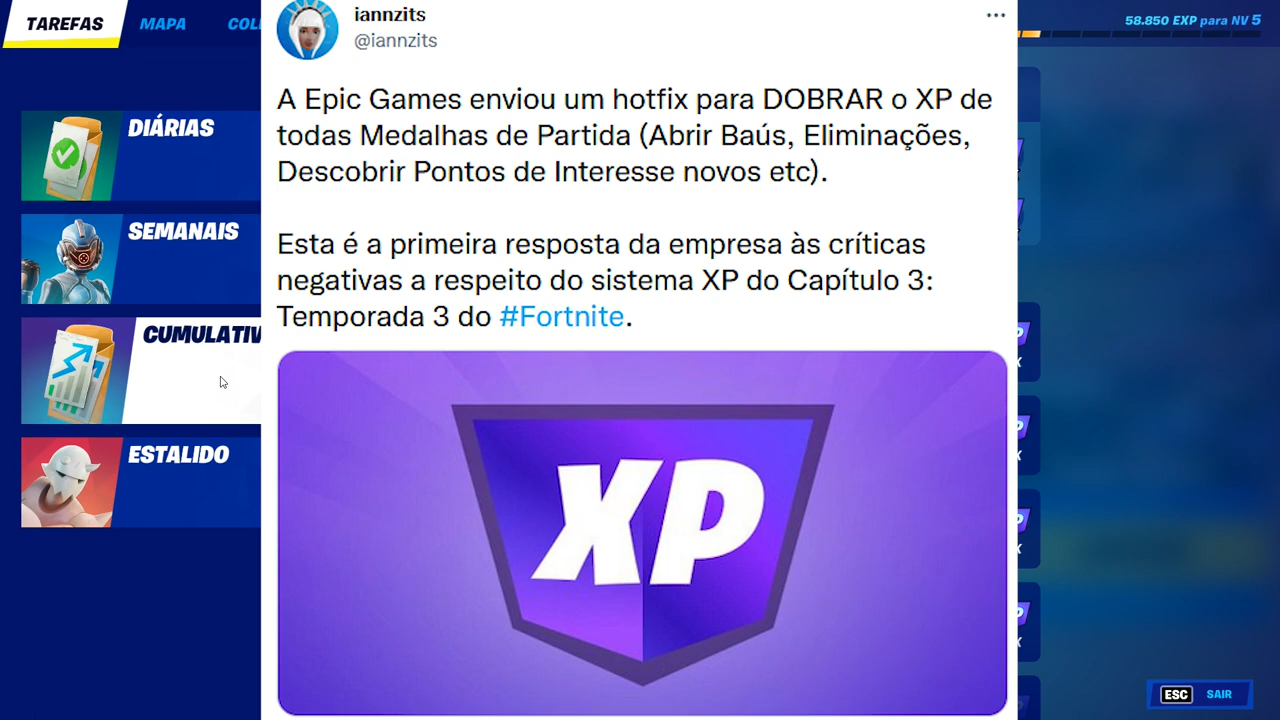 TAREFAS
MAPA
58.850 EXP para NV 5
DIÁRIAS
SEMANAIS
ESTALIDO
iannzits
@iannzits
A Epic Games enviou um hotfix para DOBRAR o XP de
todas Medalhas de Partida (Abrir Baús, Eliminações,
Descobrir Pontos de Interesse novos etc).
Esta é a primeira resposta da empresa às críticas
negativas a respeito do sistema XP do Capítulo 3:
Temporada 3 do #Fortnite.
XP
ESC SAIR